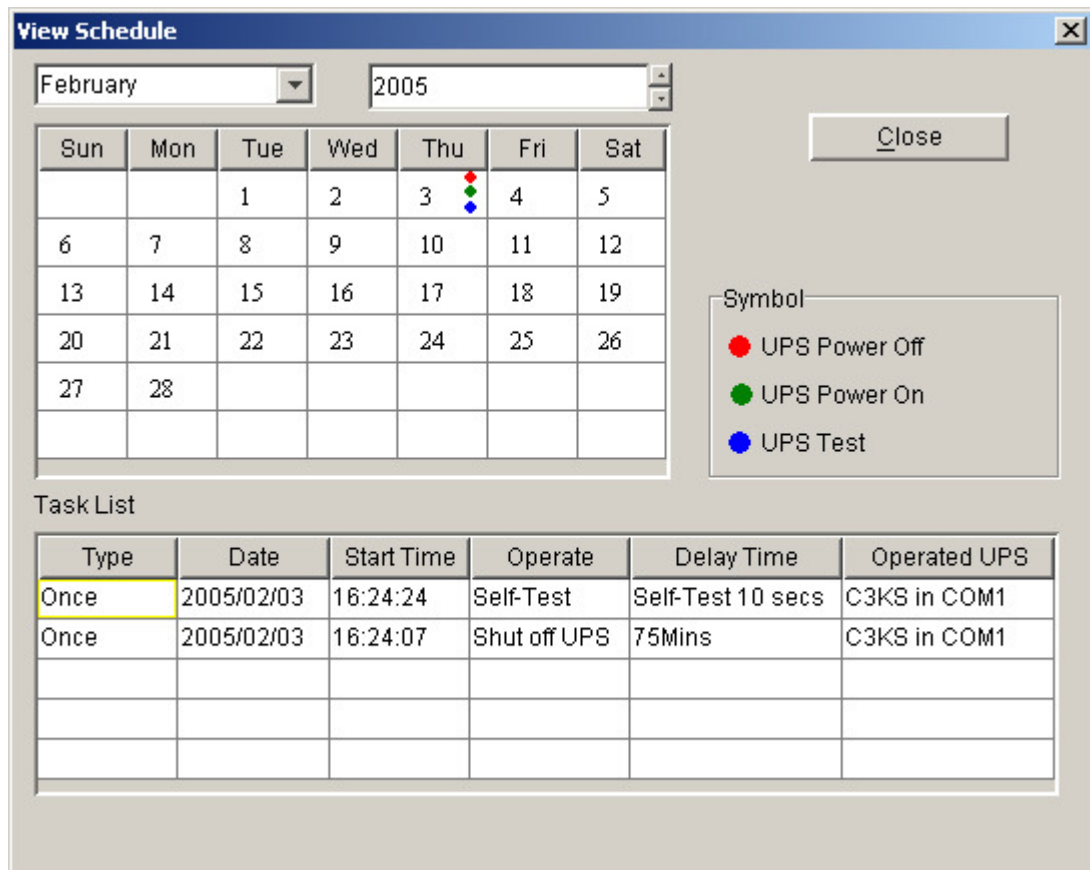 View Schedule
February 2005
Close
Sun Mon Tue Wed Thu Fri Sat
1 2 3 4 5
6 7 8 9 10 11 12
13 14 15 16 17 18 19
20 21 22 23 24 25 26
27 28
Symbol
UPS Power Off
UPS Power On
UPS Test
Task List
Type Date Start Time Operate Delay Time Operated UPS
Once 2005/02/03 16:24:24 Self-Test Self-Test 10 secs C3KS in COM1
Once 2005/02/03 16:24:07 Shut off UPS 75Mins C3KS in COM1